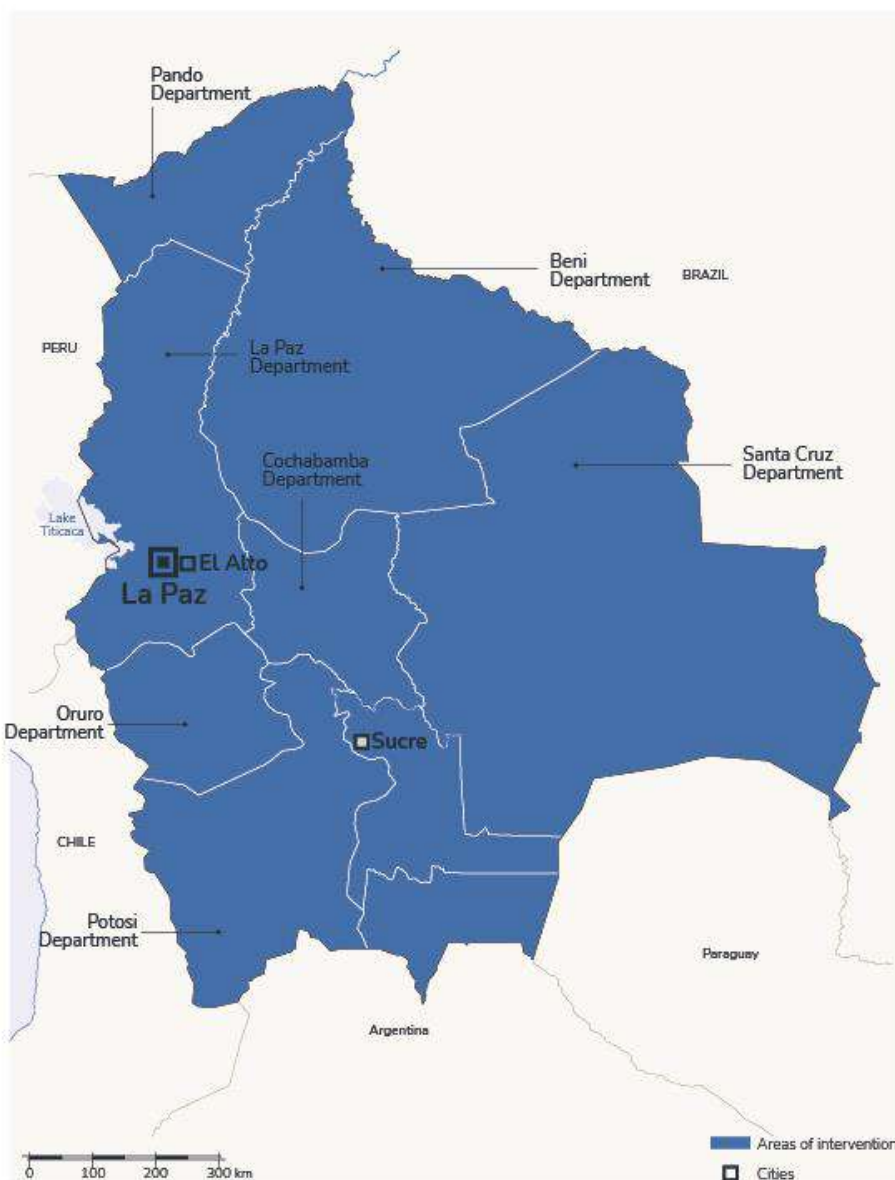 Pando
Department
Beni
Department
BRAZIL
PERU
La Paz
Department
Cochabamba
Department
Santa Cruz
Department
Lake
Titicaca
El Alto
La Paz
Oruro
Department
Sucre
CHILE
Potosi
Department
Paraguay
Argentina
Areas of intervention
0 100 200 300 km
Cities